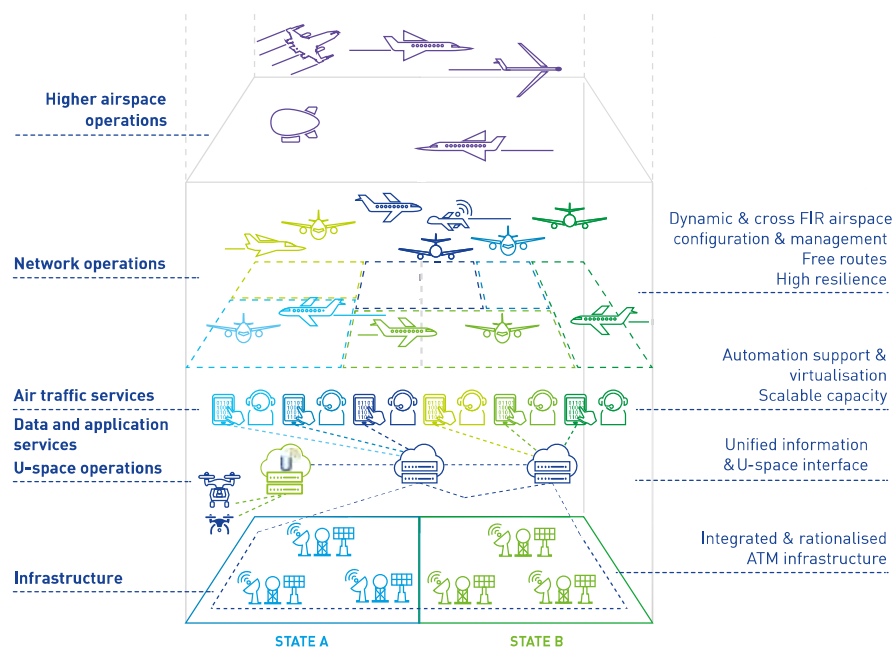 Higher airspace
operations
Network operations
Dynamic & cross FIR airspace
configuration & management
Free routes
High resilience
Air traffic services
Data and application
services
U-space operations
Automation support &
virtualisation
Scalable capacity
U
Unified information
& U-space interface
Infrastructure
Integrated & rationalised
ATM infrastructure
STATE A
STATE B